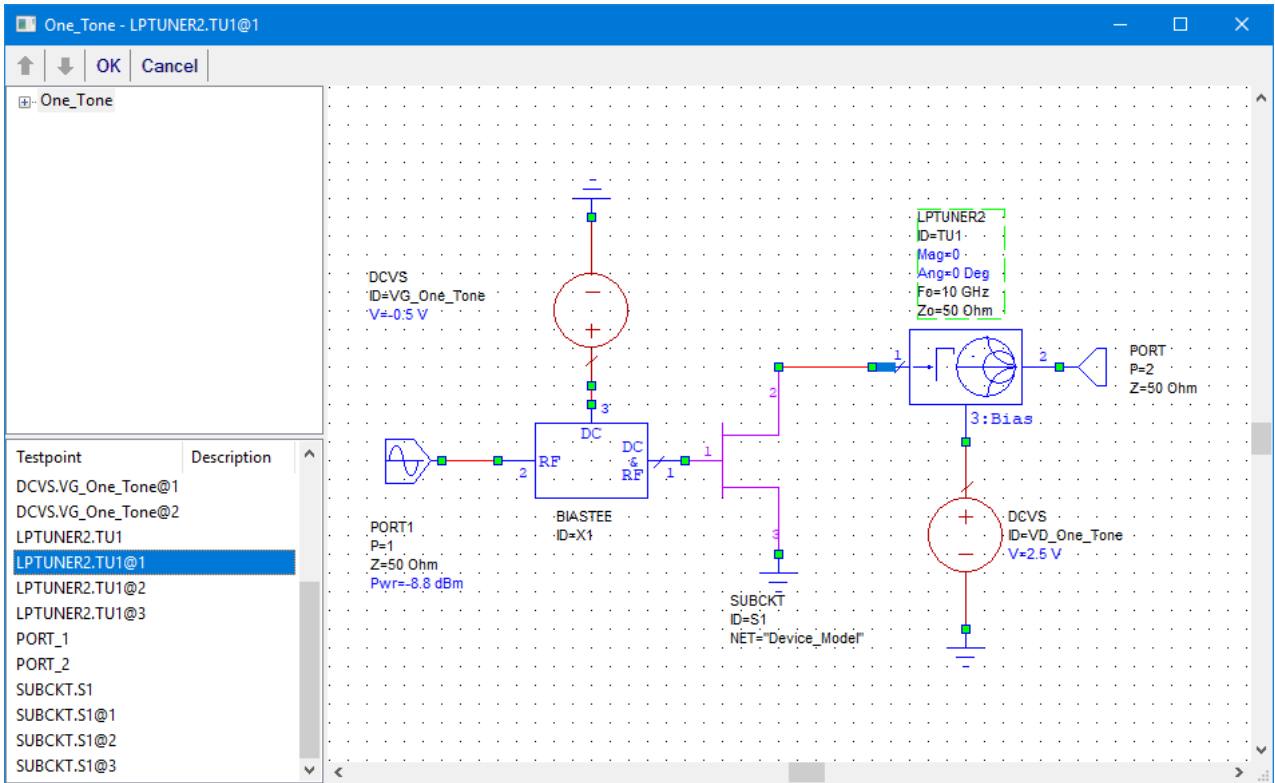 One_Tone - LPTUNER2.TU1@1
OK Cancel
One_Tone
Testpoint Description
DCVS.VG_One_Tone@1
DCVS.VG_One_Tone@2
LPTUNER2.TU1
LPTUNER2.TU1@1
LPTUNER2.TU1@2
LPTUNER2.TU1@3
PORT_1
PORT_2
SUBCKT.S1
SUBCKT.S1@1
SUBCKT.S1@2
SUBCKT.S1@3
DCVS
ID=VG_One_Tone
V=-0.5 V
3
DC
RF
DC
&
RF
2
1
BIASTEE
ID=X1
PORT1
P=1
Z=50 Ohm
Pwr=-8.8 dBm
1
2
3
SUBCKT
ID=S1
NET="Device_Model"
LPTUNER2
ID=TU1
Mag=0
Ang=0 Deg
Fo=10 GHz
Zo=50 Ohm
1
2
3:Bias
PORT
P=2
Z=50 Ohm
DCVS
ID=VD_One_Tone
V=2.5 V